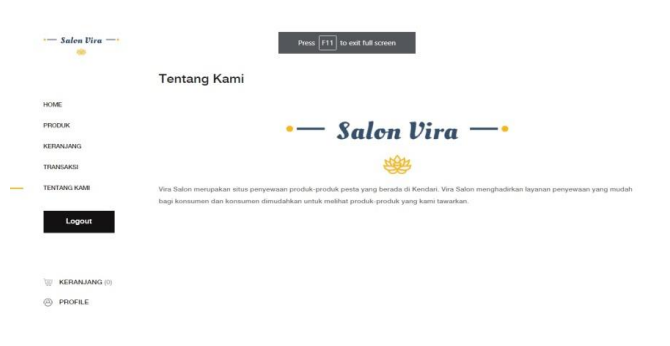 Salon Vira
Press F11 to exit full screen
Tentang Kami
HOME
PRODUK
KERANJANG
TRANSAKSI
TENTANG KAMI
Logout
KERANJANG (0)
PROFILE
Salon Vira
Vira Salon merupakan situs penyewaan produk-produk pesta yang berada di Kendari. Vira Salon menghadirkan layanan penyewaan yang mudah
bagi konsumen dan konsumen dimudahkan untuk melihat produk-produk yang kami tawarkan.